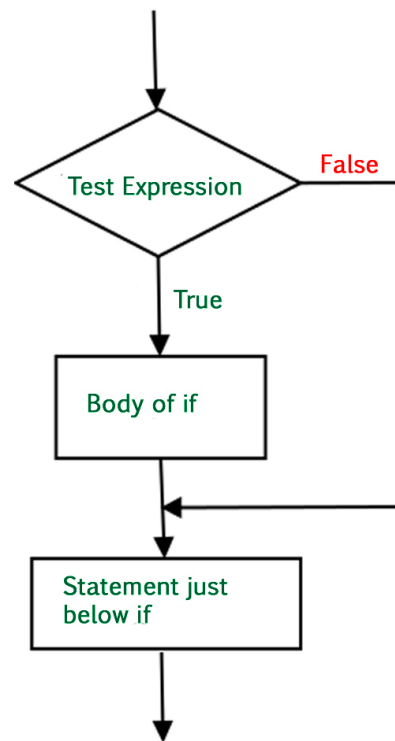 Test Expression
False
True
Body of if
Statement just
below if